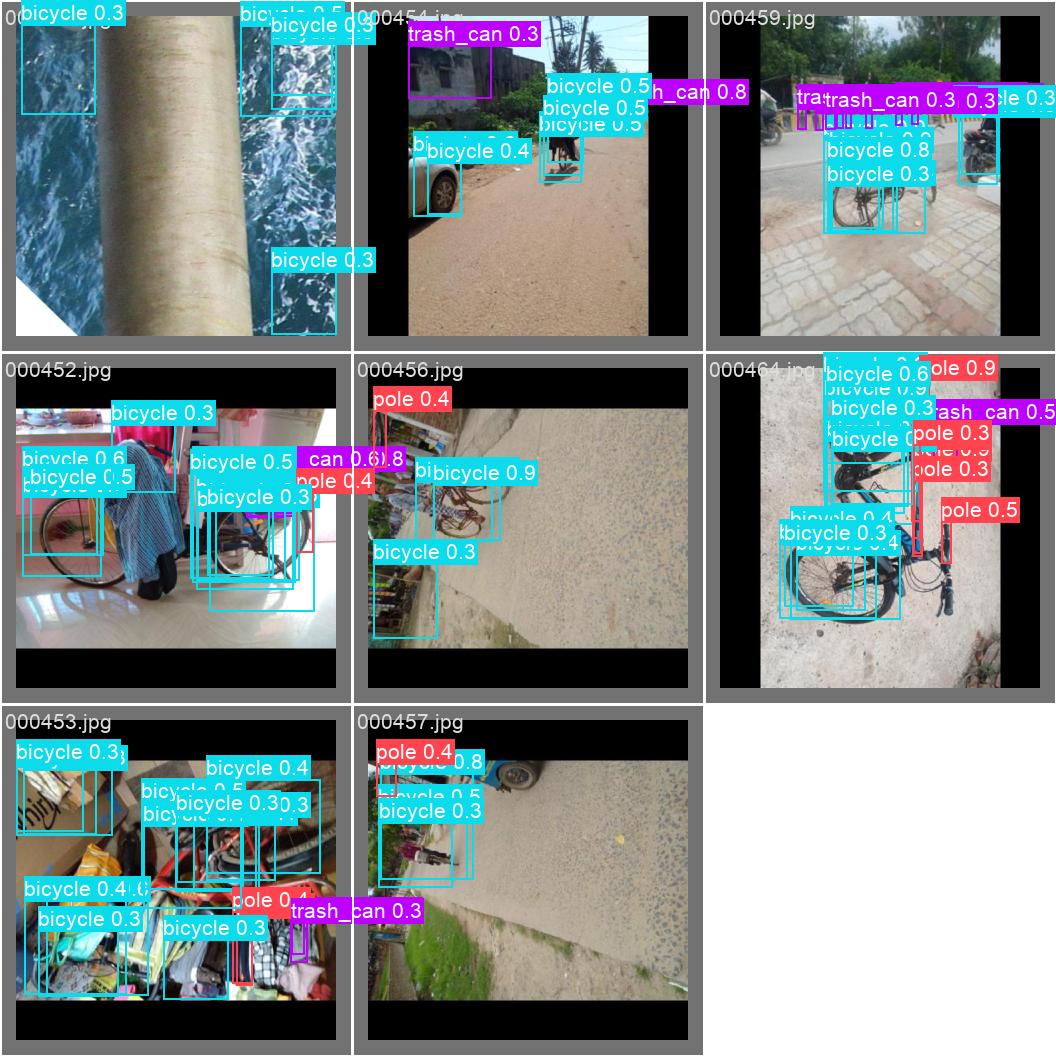 bicycle 0.3
bicycle 0.5
bicycle 0.3
bicycle 0.3
000454.jpg
trash_can 0.3
bicycle 0.5
h_can 0.8
bicycle 0.5
bicycle 0.5
bicycle 0.4
000459.jpg
trash_can 0.3
0.3
cle 0.3
bicycle 0.8
bicycle 0.3
000452.jpg
bicycle 0.3
bicycle 0.6
bicycle 0.5
bicycle 0.5
can 0.6
0.8
pole 0.4
bicycle 0.3
000456.jpg
pole 0.4
bicycle 0.9
bicycle 0.3
000464.jpg
ole 0.9
bicycle 0.6
bicycle 0.3
rash_can 0.5
pole 0.3
pole 0.3
pole 0.5
bicycle 0.4
bicycle 0.3
000453.jpg
bicycle 0.3
bicycle 0.4
bicycle 0.3
0.3
bicycle 0.4
bicycle 0.3
pole 0.4
trash_can 0.3
bicycle 0.3
000457.jpg
pole 0.4
0.8
bicycle 0.3